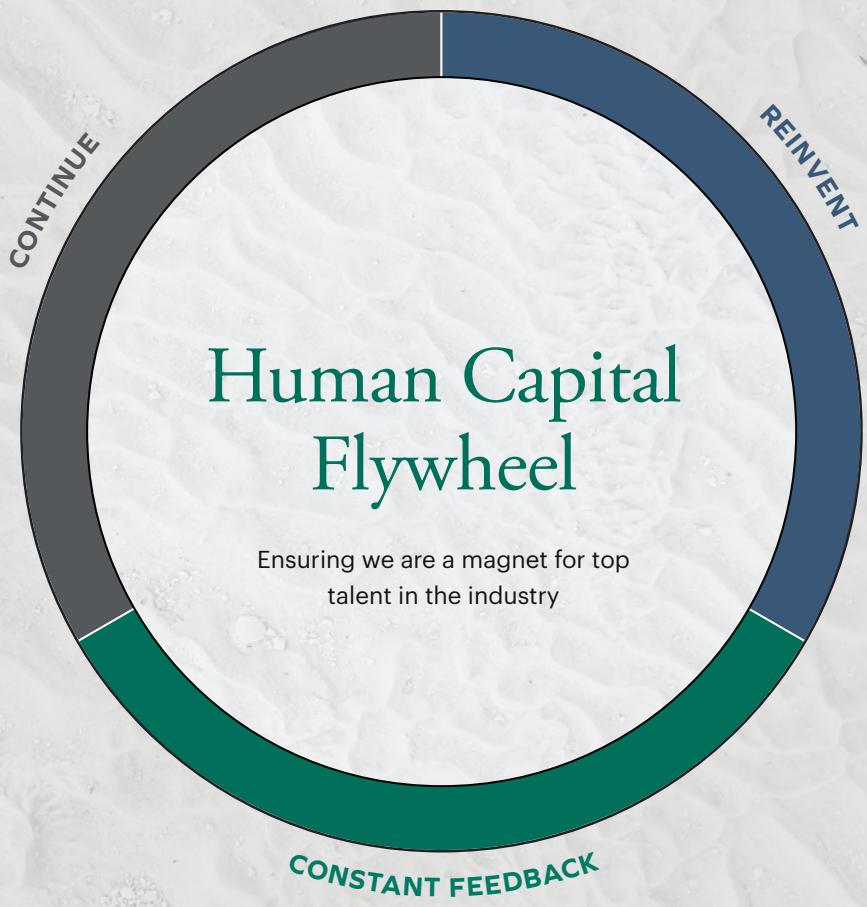 CONTINUE
REINVENT
Human Capital
Flywheel
Ensuring we are a magnet for top
talent in the industry
CONSTANT FEEDBACK